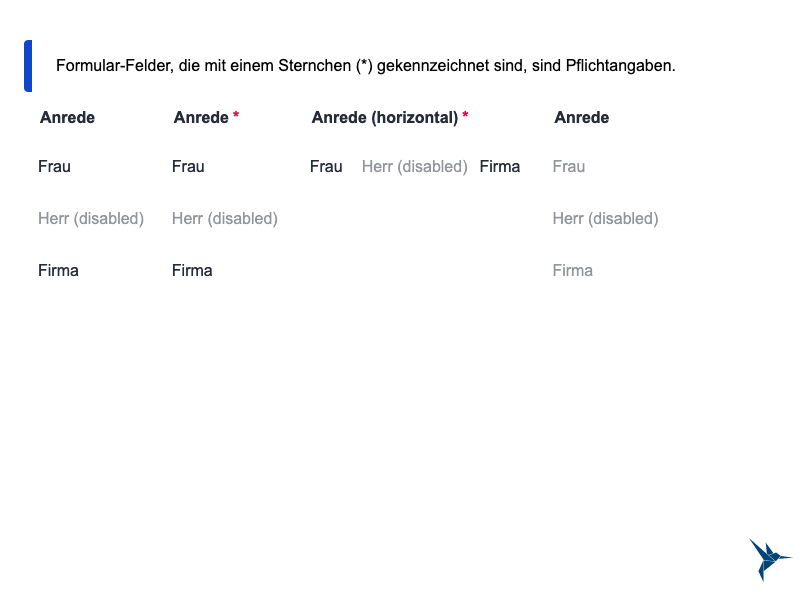 Formular-Felder, die mit einem Sternchen (*) gekennzeichnet sind, sind Pflichtangaben.
Anrede Anrede * Anrede (horizontal) * Anrede
Frau Frau Frau Herr (disabled) Firma Frau
Herr (disabled) Herr (disabled) Herr (disabled)
Firma Firma Firma